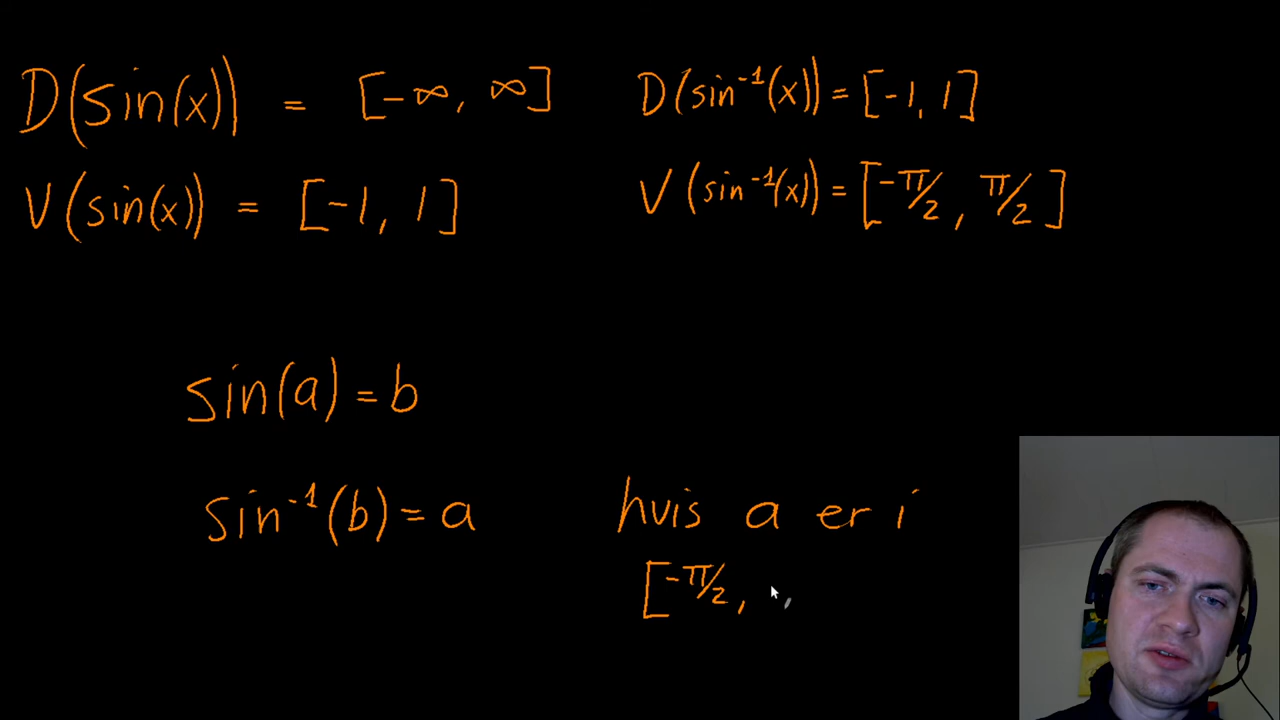 D(sin(x)) = [-∞, ∞]
V(sin(x)) = [-1, 1]
D(sin⁻¹(x)) = [-1, 1]
V(sin⁻¹(x)) = [-π/2, π/2]
sin(a) = b
sin⁻¹(b) = a
hvis a er i
[-π/2,